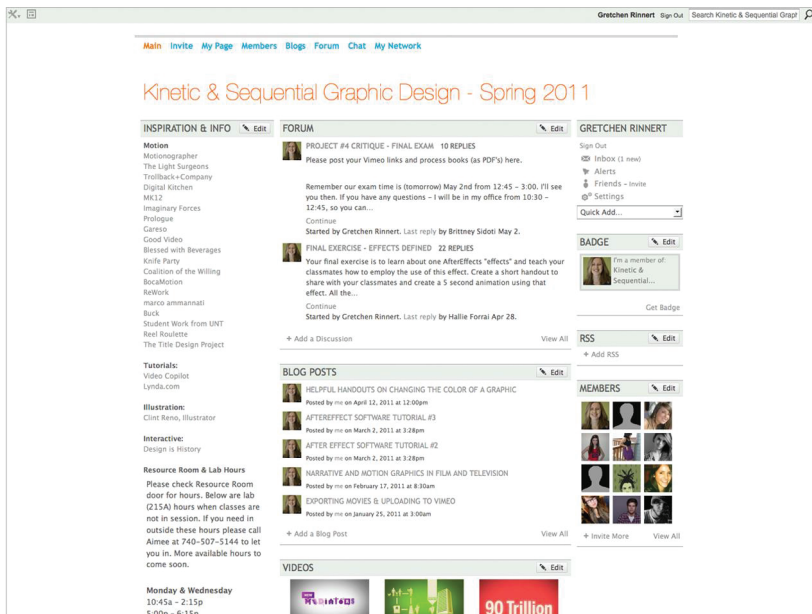 Gretchen Rinnert Sign Out Search Kinetic & Sequential Graph
Main Invite My Page Members Blogs Forum Chat My Network
Kinetic & Sequential Graphic Design - Spring 2011
INSPIRATION & INFO Edit
Motion
Motionographer
The Light Surgeons
Trollback+Company
Digital Kitchen
MK12
Imaginary Forces
Prologue
Gareso
Good Video
Blessed with Beverages
Knife Party
Coalition of the Willing
BocaMotion
ReWork
marco ammannati
Buck
Student Work from UNT
Reel Roulette
The Title Design Project
Tutorials:
Video Copilot
Lynda.com
Illustration:
Clint Reno, Illustrator
Interactive:
Design is History
Resource Room & Lab Hours
Please check Resource Room
door for hours. Below are lab
(215A) hours when classes are
not in session. If you need in
outside these hours please call
Aimee at 740-507-5144 to let
you in. More available hours to
come soon.
Monday & Wednesday
10:45a - 2:15p
5:00p - 6:15p
FORUM Edit
PROJECT #4 CRITIQUE - FINAL EXAM 10 REPLIES
Please post your Vimeo links and process books (as PDF's) here.
Remember our exam time is (tomorrow) May 2nd from 12:45 - 3:00. I'll see
you then. If you have any questions - I will be in my office from 10:30 -
12:45, so you can...
Continue
Started by Gretchen Rinnert. Last reply by Brittney Sidoti May 2.
FINAL EXERCISE - EFFECTS DEFINED 22 REPLIES
Your final exercise is to learn about one AfterEffects "effects" and teach your
classmates how to employ the use of this effect. Create a short handout to
share with your classmates and create a 5 second animation using that
effect. All the...
Continue
Started by Gretchen Rinnert. Last reply by Hallie Forrai Apr 28.
+ Add a Discussion View All
BLOG POSTS Edit
HELPFUL HANDOUTS ON CHANGING THE COLOR OF A GRAPHIC
Posted by me on April 12, 2011 at 12:00pm
AFTEREFFECT SOFTWARE TUTORIAL #3
Posted by me on March 2, 2011 at 3:28pm
AFTER EFFECT SOFTWARE TUTORIAL #2
Posted by me on March 2, 2011 at 3:26pm
NARRATIVE AND MOTION GRAPHICS IN FILM AND TELEVISION
Posted by me on February 17, 2011 at 8:30am
EXPORTING MOVIES & UPLOADING TO VIMEO
Posted by me on January 25, 2011 at 3:00am
+ Add a Blog Post View All
VIDEOS Edit
90 Trillion
GRETCHEN RINNERT
Sign Out
Inbox (1 new)
Alerts
Friends - Invite
Settings
Quick Add...
BADGE Edit
I'm a member of:
Kinetic &
Sequential...
Get Badge
RSS Edit
+ Add RSS
MEMBERS Edit
+ Invite More View All